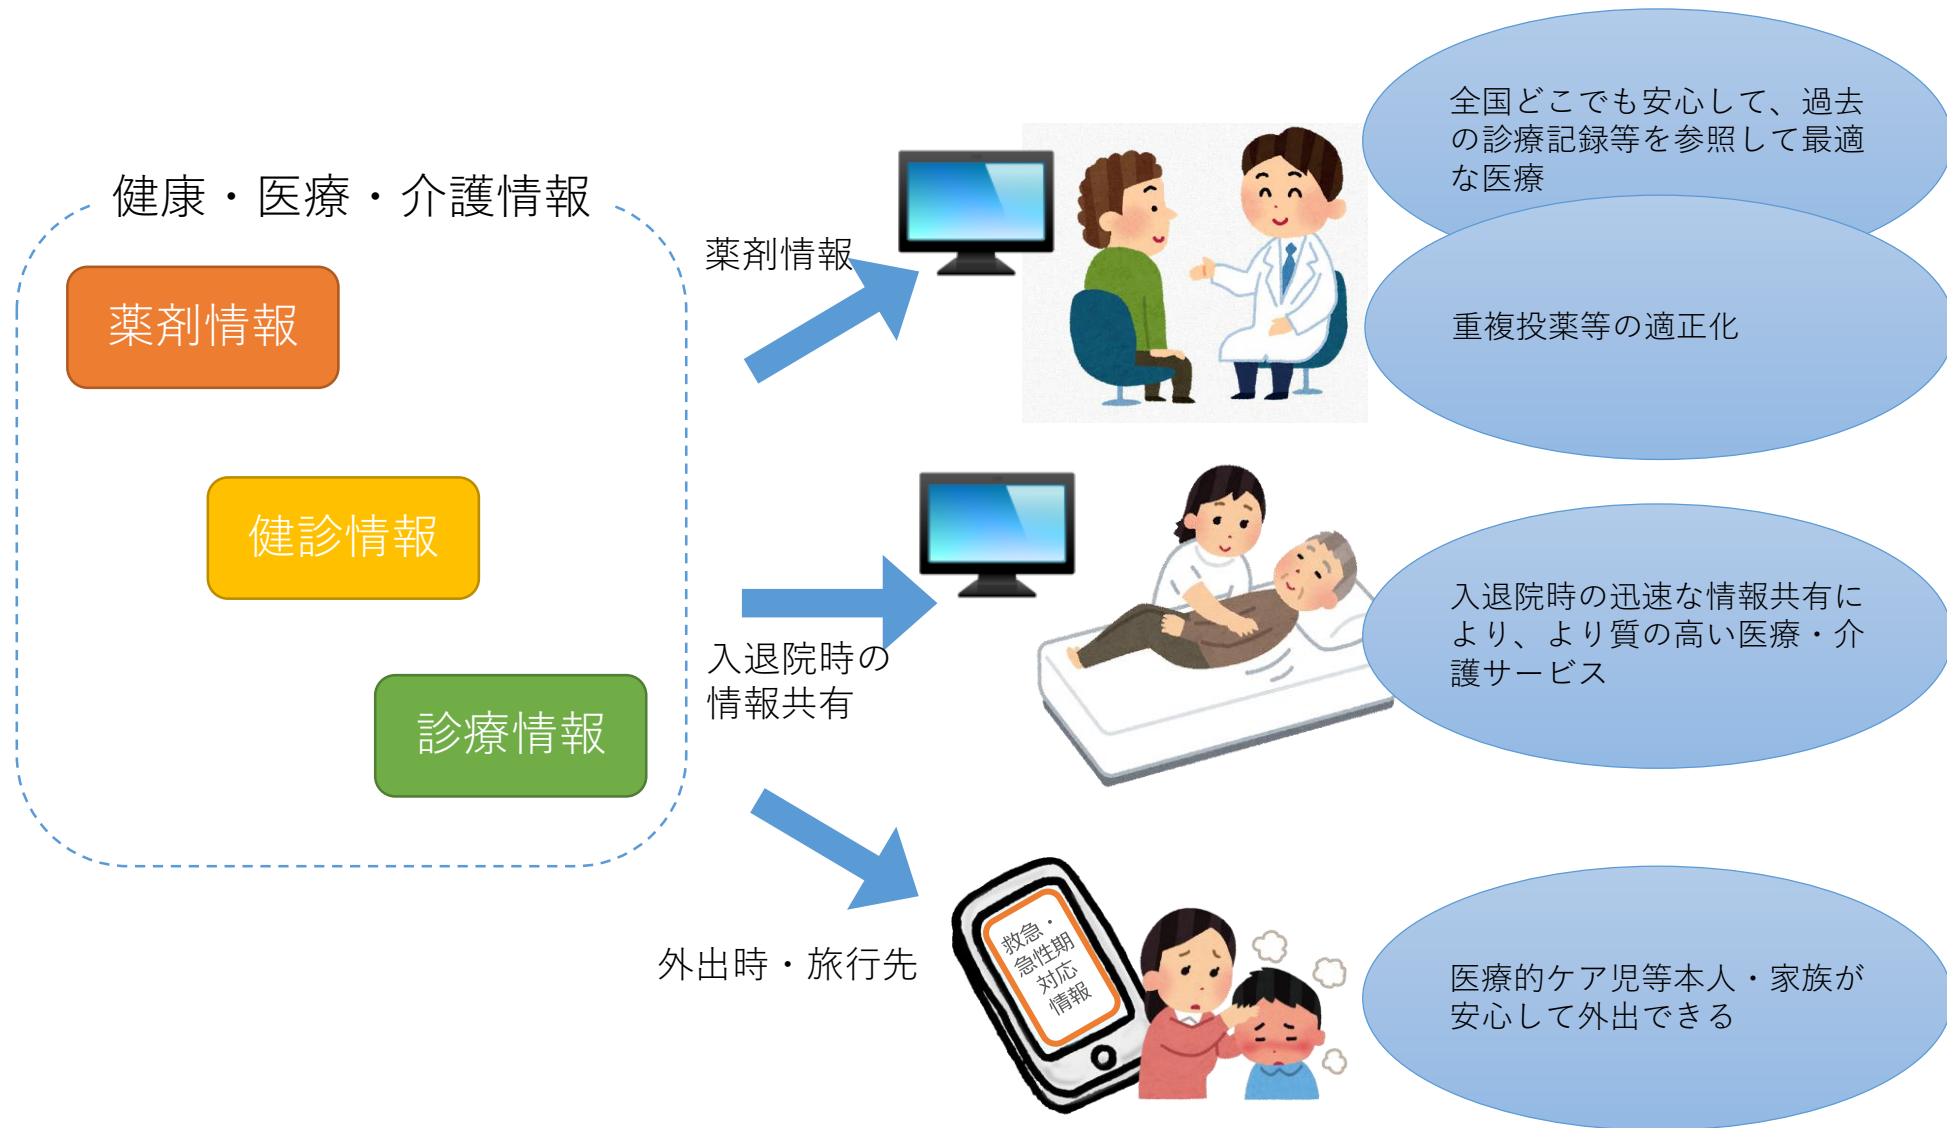 健康・医療・介護情報
薬剤情報
健診情報
診療情報
薬剤情報
入退院時の
情報共有
外出時・旅行先
救急・
急性期
対応
情報
全国どこでも安心して、過去
の診療記録等を参照して最適
な医療
重複投薬等の適正化
入退院時の迅速な情報共有に
より、より質の高い医療・介
護サービス
医療的ケア児等本人・家族が
安心して外出できる